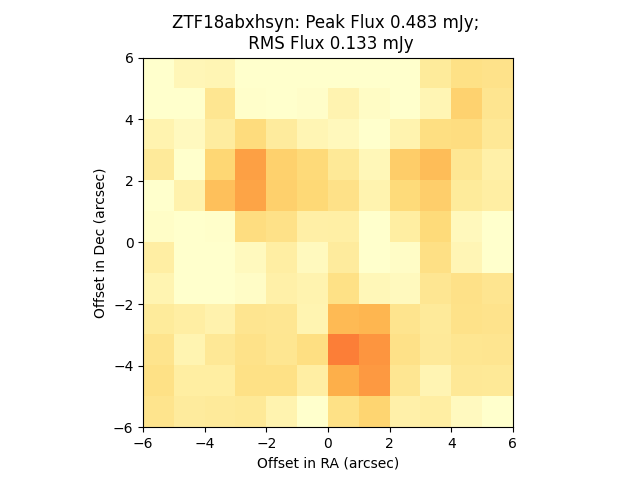 ZTF18abxhsyn: Peak Flux 0.483 mJy;
RMS Flux 0.133 mJy
6
4
2
0
−2
−4
−6
Offset in Dec (arcsec)
−6 −4 −2 0 2 4 6
Offset in RA (arcsec)